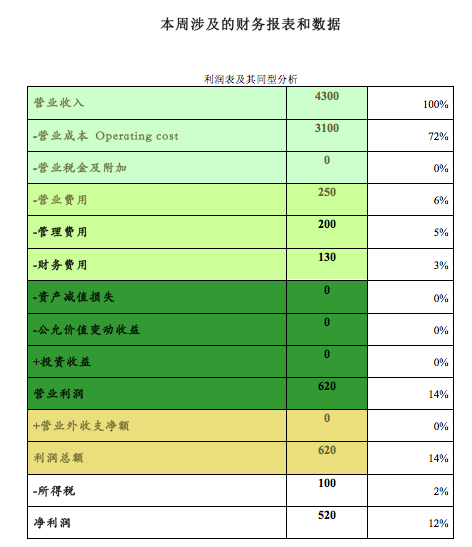 本周涉及的财务报表和数据
利润表及其同型分析
营业收入 4300 100%
-营业成本 Operating cost 3100 72%
-营业税金及附加 0 0%
-营业费用 250 6%
-管理费用 200 5%
-财务费用 130 3%
-资产减值损失 0 0%
-公允价值变动收益 0 0%
+投资收益 0 0%
营业利润 620 14%
+营业外收支净额 0 0%
利润总额 620 14%
-所得税 100 2%
净利润 520 12%